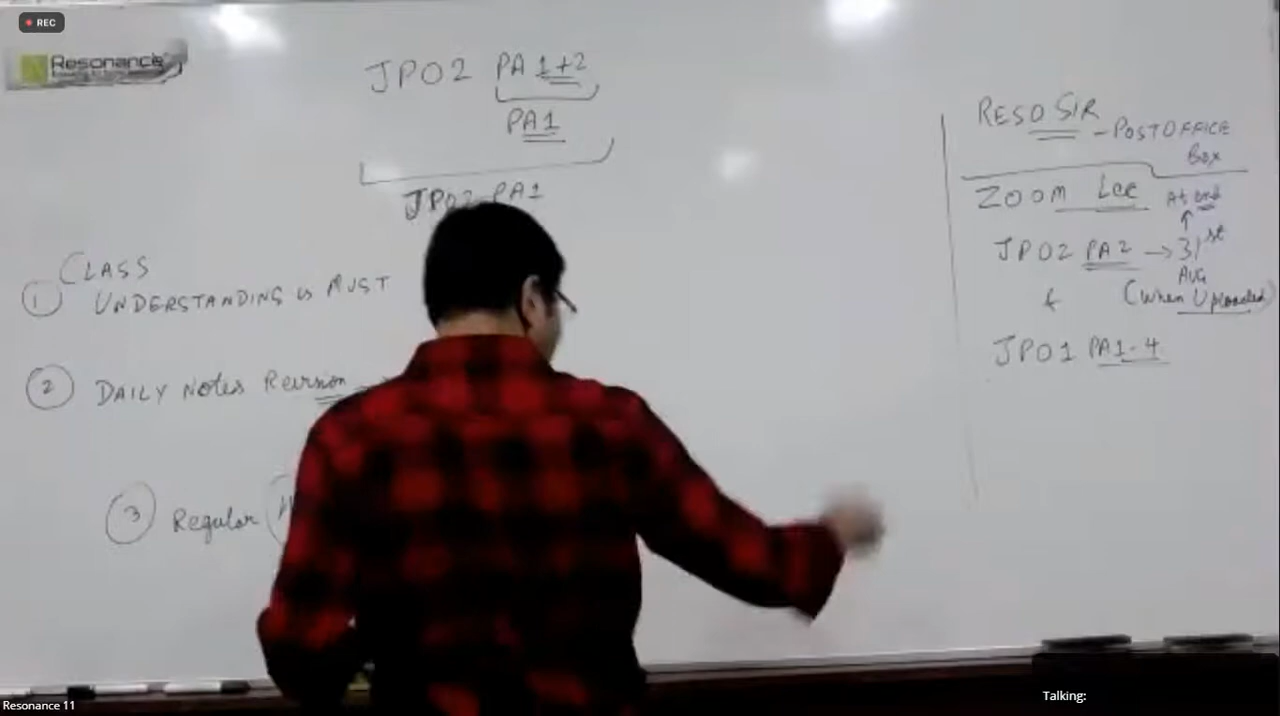 REC
Resonance
JPO2 PA 1+2
PA1
JPO2 PA1
CLASS
1 UNDERSTANDING is MUST
2 DAILY NOTES Revision
3 Regular
RESO SIR
- POST OFFICE
Box
ZOOM Lec At end
JPO2 PA2 → 31st
AUG
& (When Uploaded)
JPO1 PA1-4
Resonance 11
Talking: